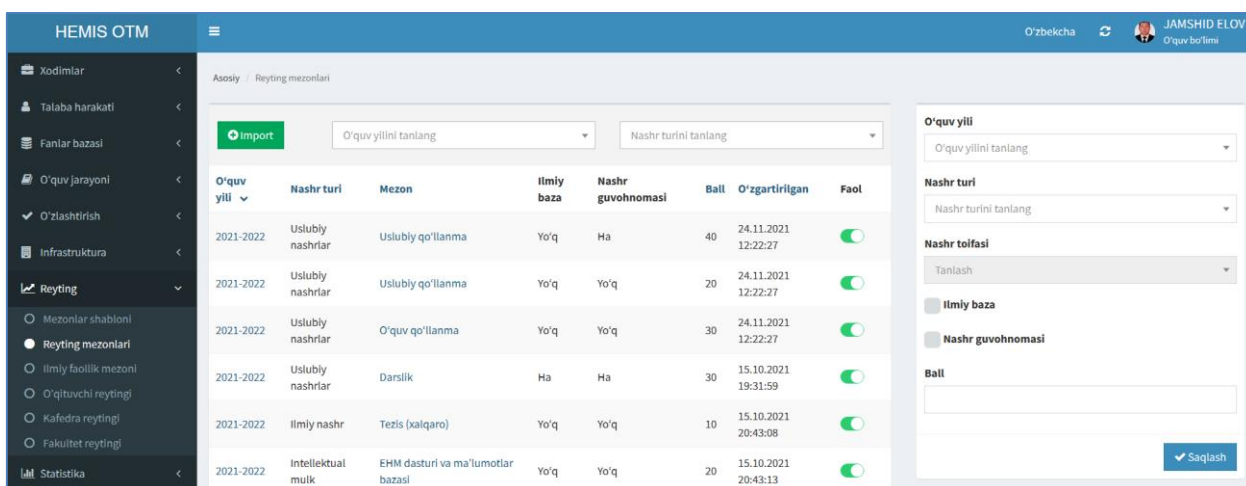 HEMIS OTM
O'zbekcha
JAMSHID ELOV
O'quv bo'limi
Xodimlar
Talaba harakati
Fanlar bazasi
O'quv jarayoni
O'zlashtirish
Infrastruktura
Reyting
Mezonlar shabloni
Reyting mezonlari
Ilmiy faollik mezoni
O'qituvchi reytingi
Kafedra reytingi
Fakultet reytingi
Statistika
Asosiy / Reyting mezonlari
Import
O'quv yilini tanlang
Nashr turini tanlang
O'quv yili Nashr turi Mezon Ilmiy baza Nashr guvohnomasi Ball O'zgartirilgan Faol
2021-2022 Uslubiy nashrlar Uslubiy qo'llanma Yo'q Ha 40 24.11.2021 12:22:27
2021-2022 Uslubiy nashrlar Uslubiy qo'llanma Yo'q Yo'q 20 24.11.2021 12:22:27
2021-2022 Uslubiy nashrlar O'quv qo'llanma Yo'q Yo'q 30 24.11.2021 12:22:27
2021-2022 Uslubiy nashrlar Darslik Ha Ha 30 15.10.2021 19:31:59
2021-2022 Ilmiy nashr Tezis (xalqaro) Yo'q Yo'q 10 15.10.2021 20:43:08
2021-2022 Intellektual mulk EHM dasturi va ma'lumotlar bazasi Yo'q Yo'q 20 15.10.2021 20:43:13
O'quv yili
O'quv yilini tanlang
Nashr turi
Nashr turini tanlang
Nashr toifasi
Tanlash
Ilmiy baza
Nashr guvohnomasi
Ball
Saqlash